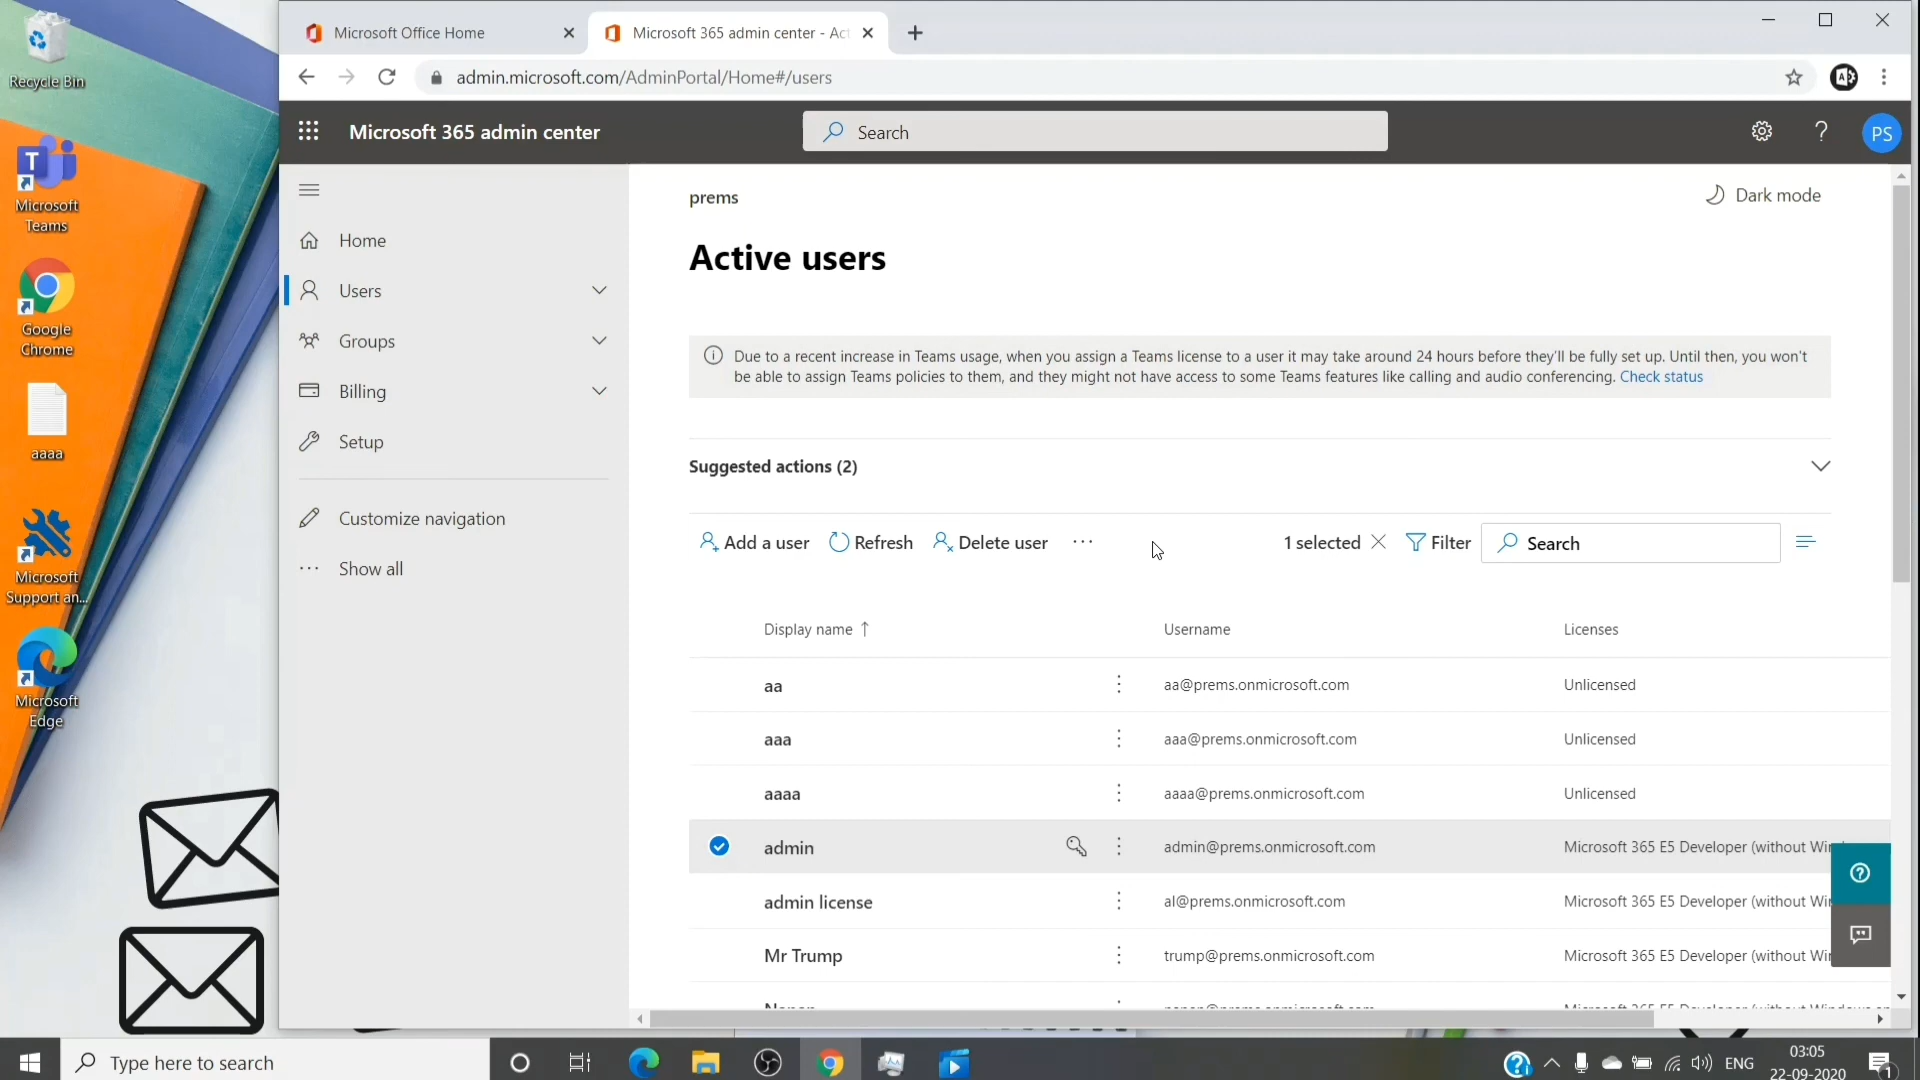 Recycle Bin
Microsoft
Teams
Google
Chrome
aaaa
Microsoft
Support an...
Microsoft
Edge
Microsoft Office Home
Microsoft 365 admin center - Act
admin.microsoft.com/AdminPortal/Home#/users
Microsoft 365 admin center
Search
PS
Home
Users
Groups
Billing
Setup
Customize navigation
Show all
prems
Dark mode
Active users
Due to a recent increase in Teams usage, when you assign a Teams license to a user it may take around 24 hours before they'll be fully set up. Until then, you won't
be able to assign Teams policies to them, and they might not have access to some Teams features like calling and audio conferencing. Check status
Suggested actions (2)
Add a user Refresh Delete user ... 1 selected Filter Search
Display name ↑ Username Licenses
aa aa@prems.onmicrosoft.com Unlicensed
aaa aaa@prems.onmicrosoft.com Unlicensed
aaaa aaaa@prems.onmicrosoft.com Unlicensed
admin admin@prems.onmicrosoft.com Microsoft 365 E5 Developer (without Win
admin license al@prems.onmicrosoft.com Microsoft 365 E5 Developer (without Wi
Mr Trump trump@prems.onmicrosoft.com Microsoft 365 E5 Developer (without Wi
Type here to search
ENG
03:05
22-09-2020
1